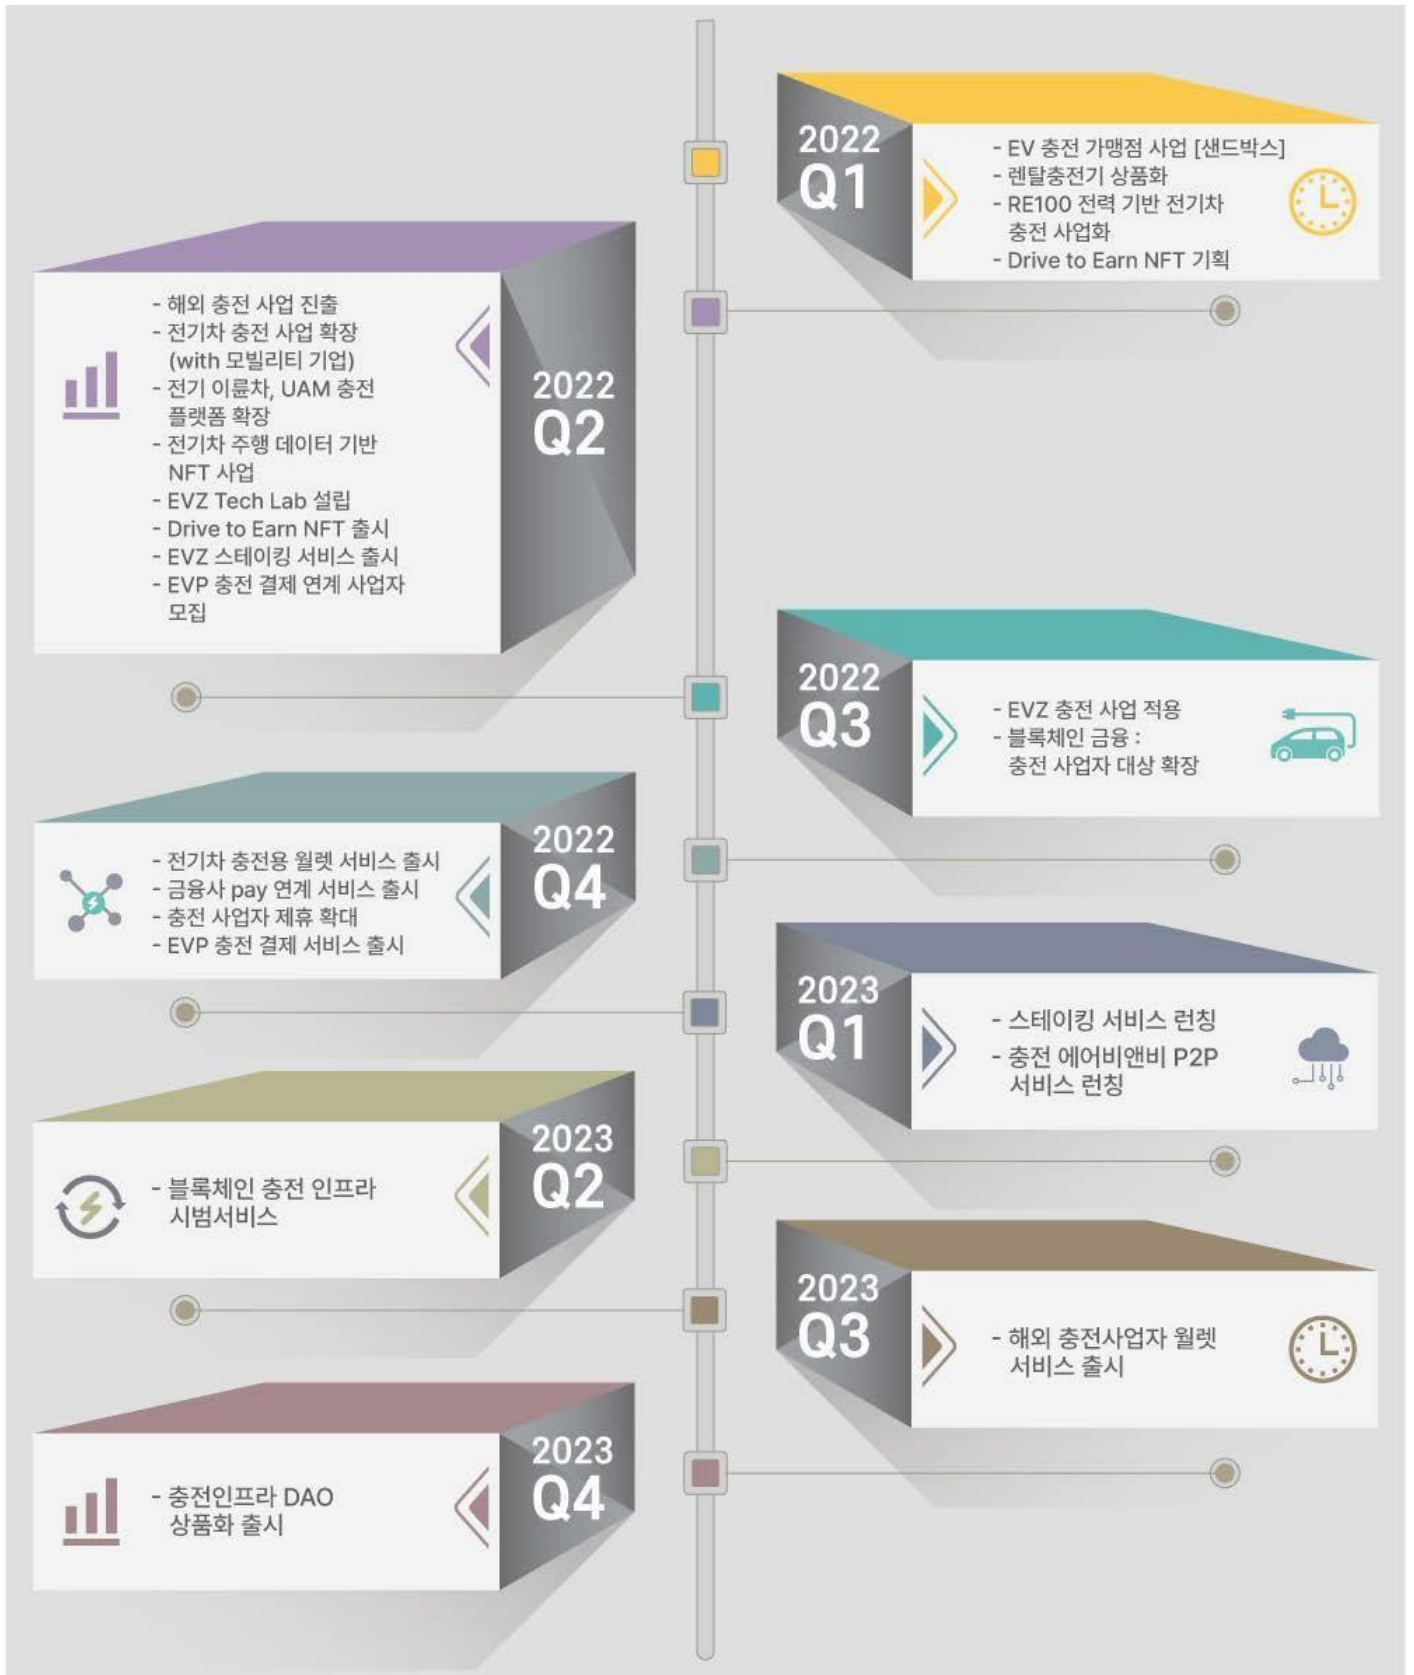 2022
Q1
- EV 충전 가맹점 사업 [샌드박스]
- 렌탈충전기 상품화
- RE100 전력 기반 전기차
충전 사업화
- Drive to Earn NFT 기획
2022
Q2
- 해외 충전 사업 진출
- 전기차 충전 사업 확장
(with 모빌리티 기업)
- 전기 이륜차, UAM 충전
플랫폼 확장
- 전기차 주행 데이터 기반
NFT 사업
- EVZ Tech Lab 설립
- Drive to Earn NFT 출시
- EVZ 스테이킹 서비스 출시
- EVP 충전 결제 연계 사업자
모집
2022
Q3
- EVZ 충전 사업 적용
- 블록체인 금융 :
충전 사업자 대상 확장
2022
Q4
- 전기차 충전용 월렛 서비스 출시
- 금융사 pay 연계 서비스 출시
- 충전 사업자 제휴 확대
- EVP 충전 결제 서비스 출시
2023
Q1
- 스테이킹 서비스 런칭
- 충전 에어비앤비 P2P
서비스 런칭
2023
Q2
- 블록체인 충전 인프라
시범서비스
2023
Q3
- 해외 충전사업자 월렛
서비스 출시
2023
Q4
- 충전인프라 DAO
상품화 출시